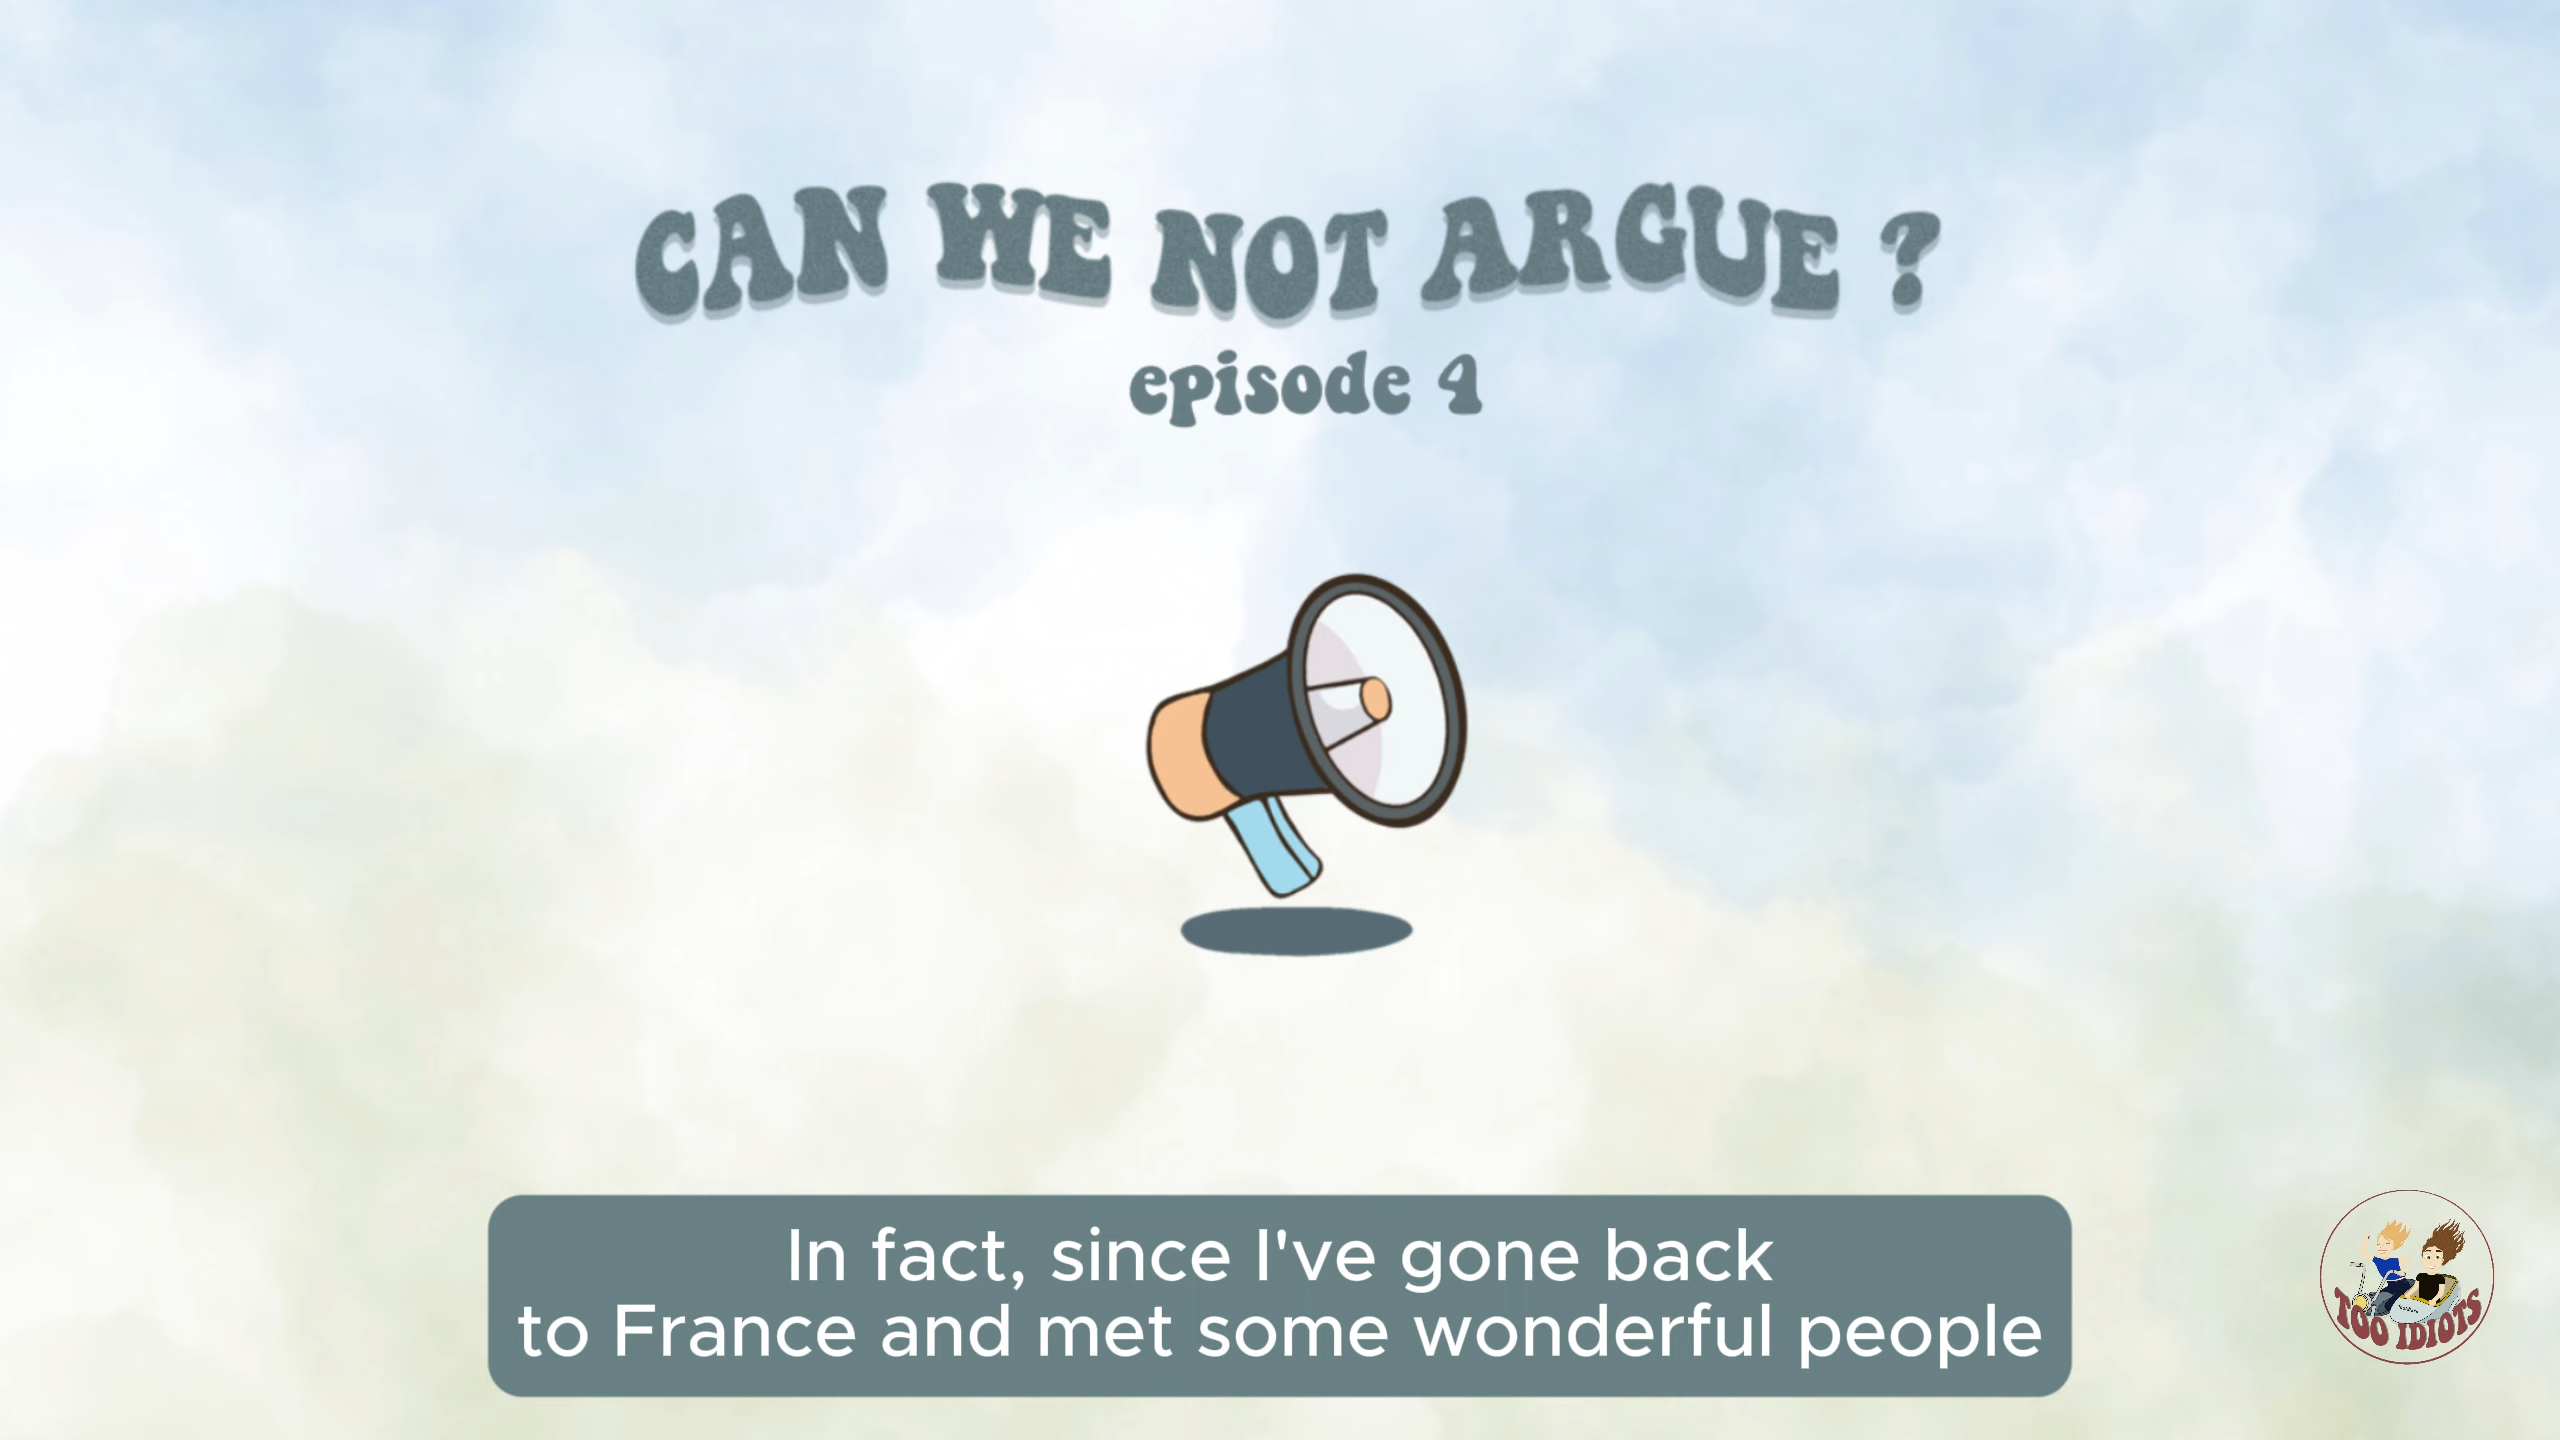 CAN WE NOT ARGUE ?
episode 4
In fact, since I've gone back
to France and met some wonderful people
TOO IDIOTS